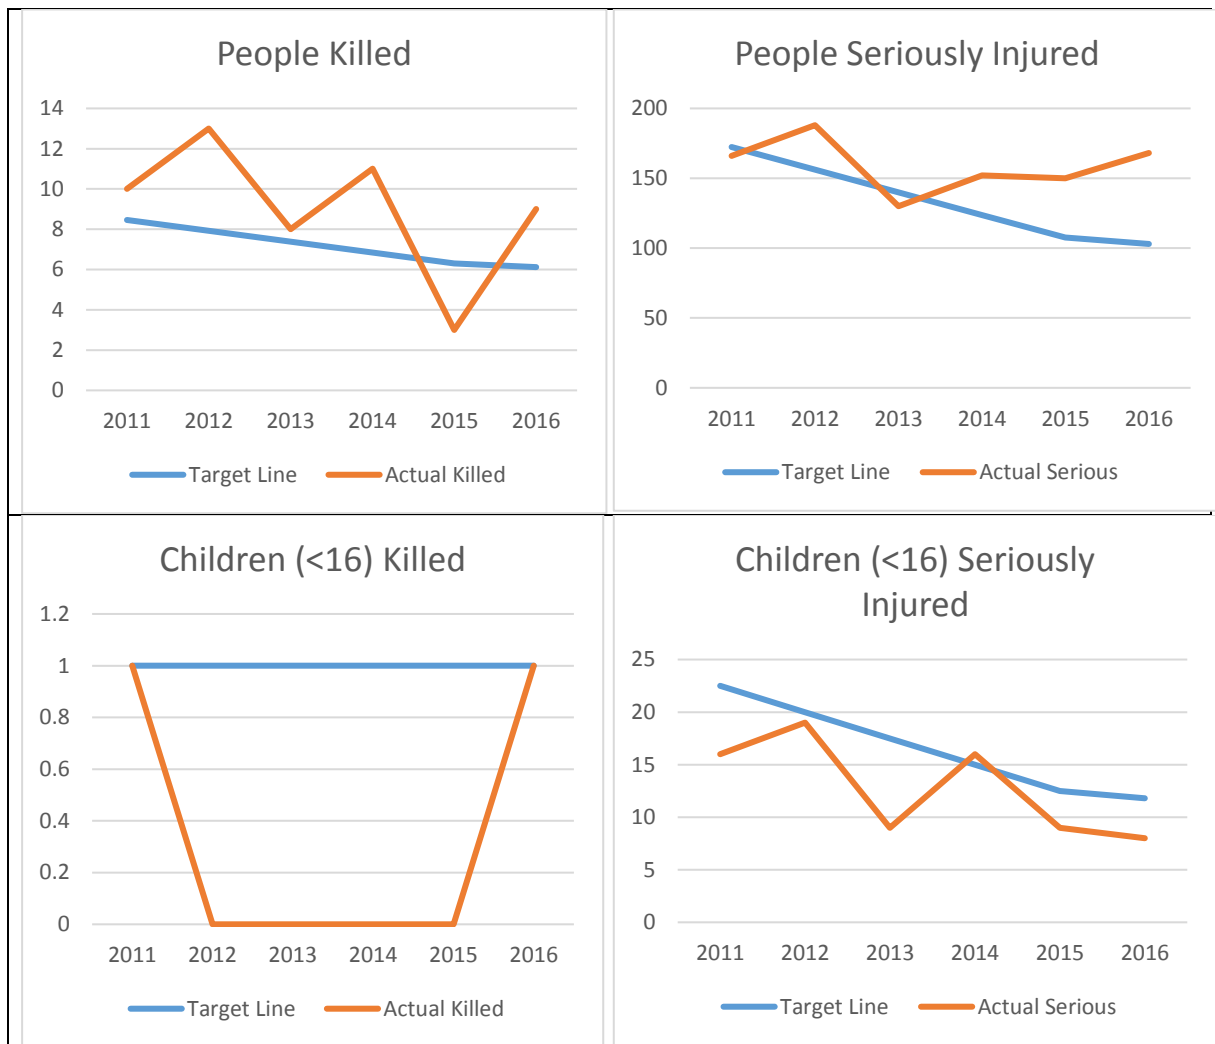 People Killed
14
12
10
8
6
4
2
0
2011 2012 2013 2014 2015 2016
Target Line Actual Killed
People Seriously Injured
200
150
100
50
0
2011 2012 2013 2014 2015 2016
Target Line Actual Serious
Children (<16) Killed
1.2
1
0.8
0.6
0.4
0.2
0
2011 2012 2013 2014 2015 2016
Target Line Actual Killed
Children (<16) Seriously
Injured
25
20
15
10
5
0
2011 2012 2013 2014 2015 2016
Target Line Actual Serious